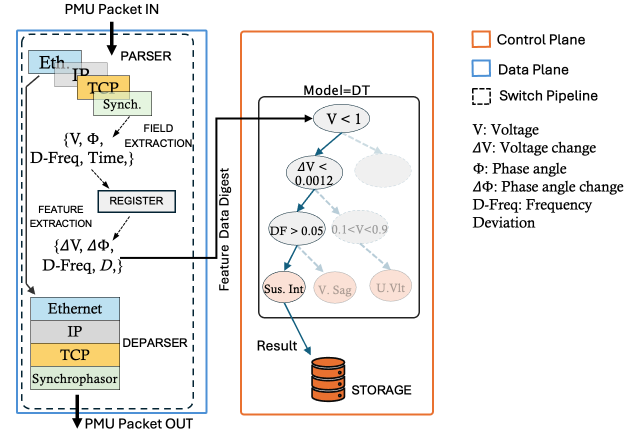 PMU Packet IN
PARSER
Eth.
IP
TCP
Synch.
FIELD
EXTRACTION
{V, Φ,
D-Freq, Time,}
REGISTER
FEATURE
EXTRACTION
{ΔV, ΔΦ,
D-Freq, D,}
Ethernet
IP
TCP
Synchrophasor
DEPARSER
PMU Packet OUT
Feature Data Digest
Model=DT
V < 1
ΔV <
0.0012
DF > 0.05
0.1<V<0.9
Sus. Int
V. Sag
U.Vlt
Result
STORAGE
Control Plane
Data Plane
Switch Pipeline
V: Voltage
ΔV: Voltage change
Φ: Phase angle
ΔΦ: Phase angle change
D-Freq: Frequency
Deviation